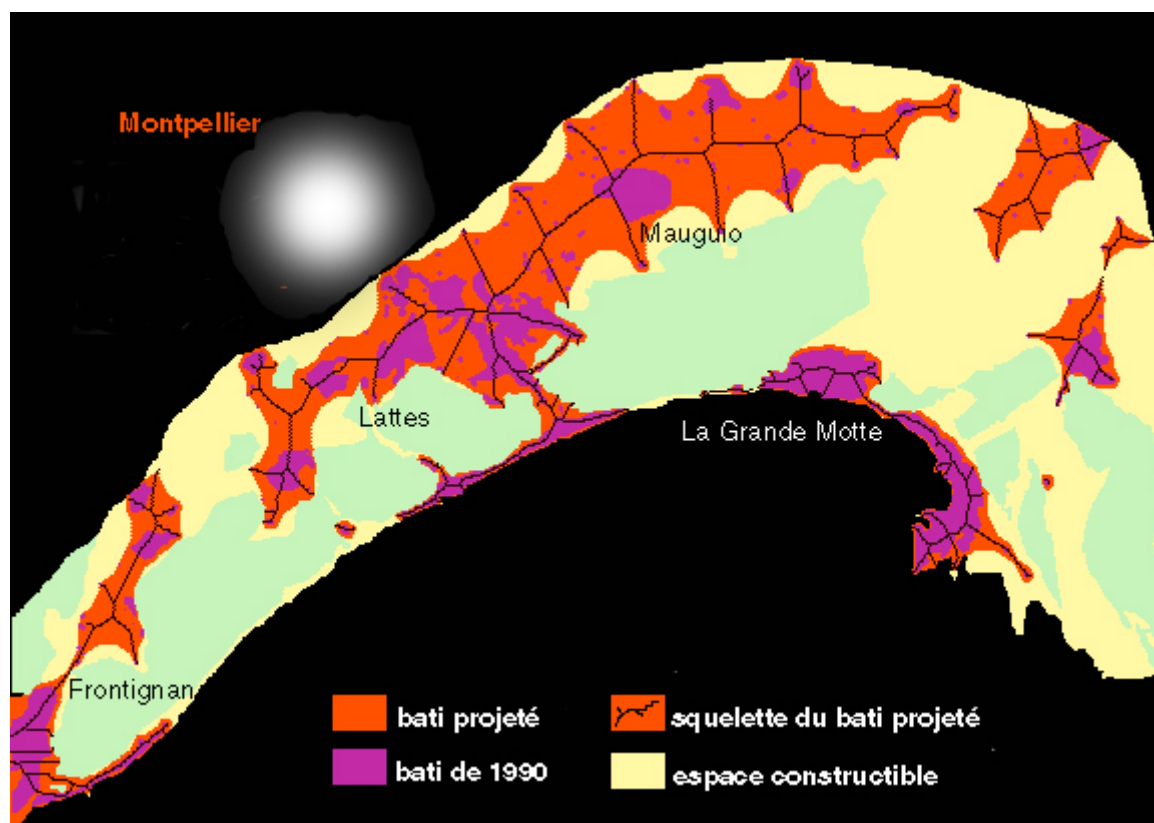 Montpellier
Mauguio
Lattes
La Grande Motte
Frontignan
bati projeté
squelette du bati projeté
bati de 1990
espace constructible